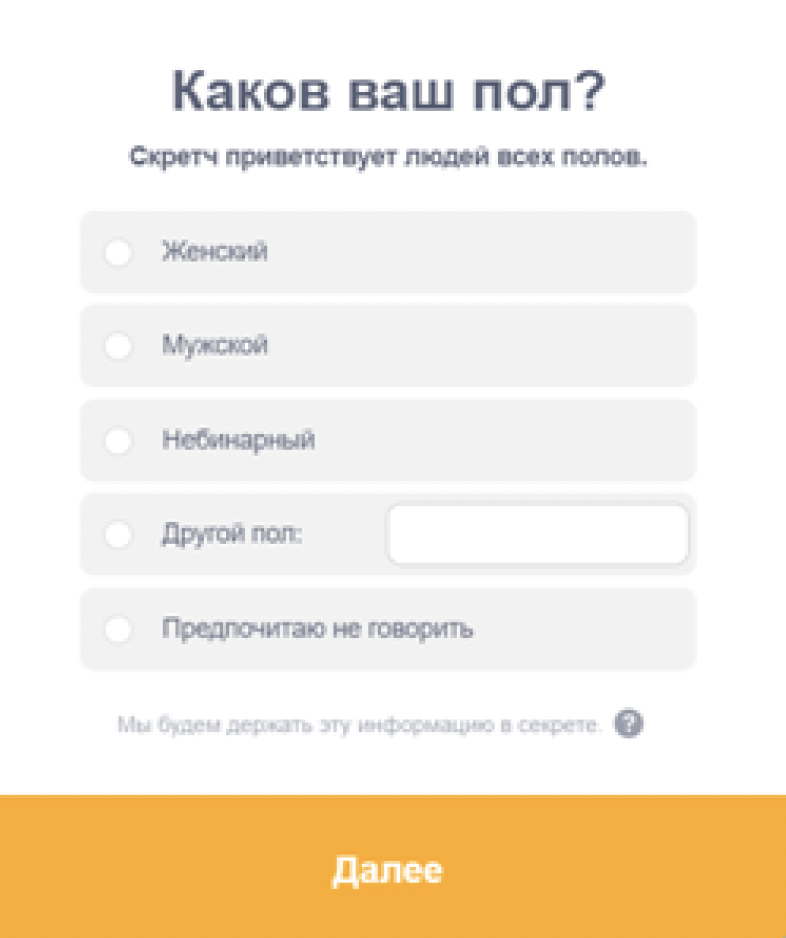 Каков ваш пол?
Скретч приветствует людей всех полов.
Женский
Мужской
Небинарный
Другой пол:
Предпочитаю не говорить
Мы будем держать эту информацию в секрете. ?
Далее